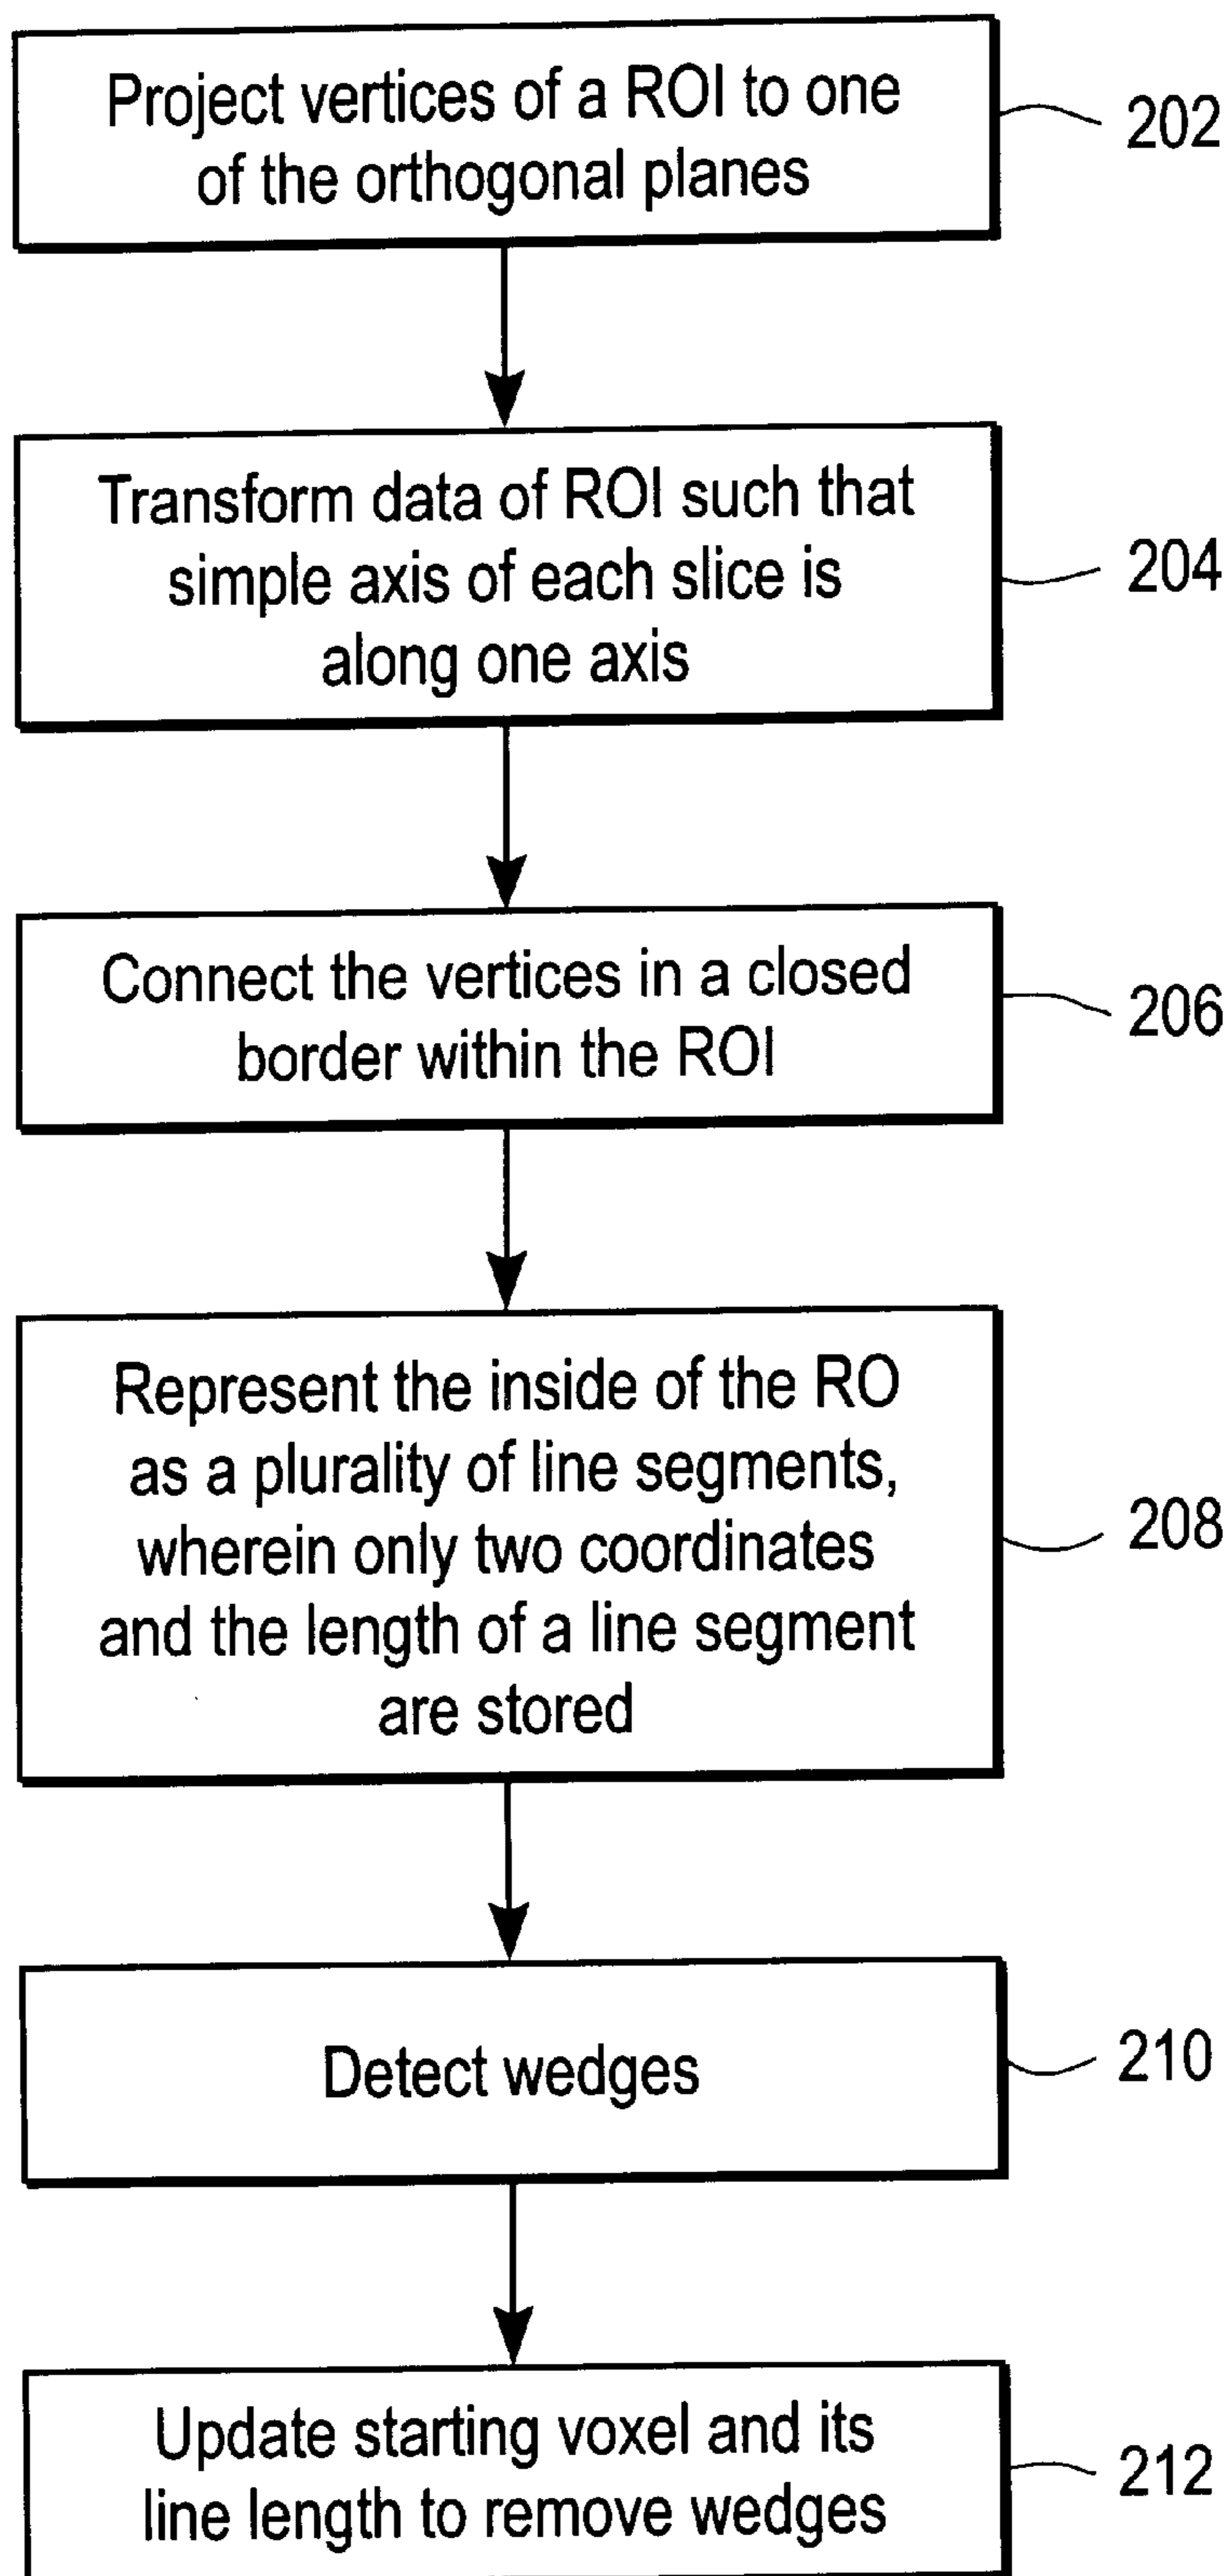 Project vertices of a ROI to one
of the orthogonal planes
202
Transform data of ROI such that
simple axis of each slice is
along one axis
204
Connect the vertices in a closed
border within the ROI
206
Represent the inside of the RO
as a plurality of line segments,
wherein only two coordinates
and the length of a line segment
are stored
208
Detect wedges
210
Update starting voxel and its
line length to remove wedges
212